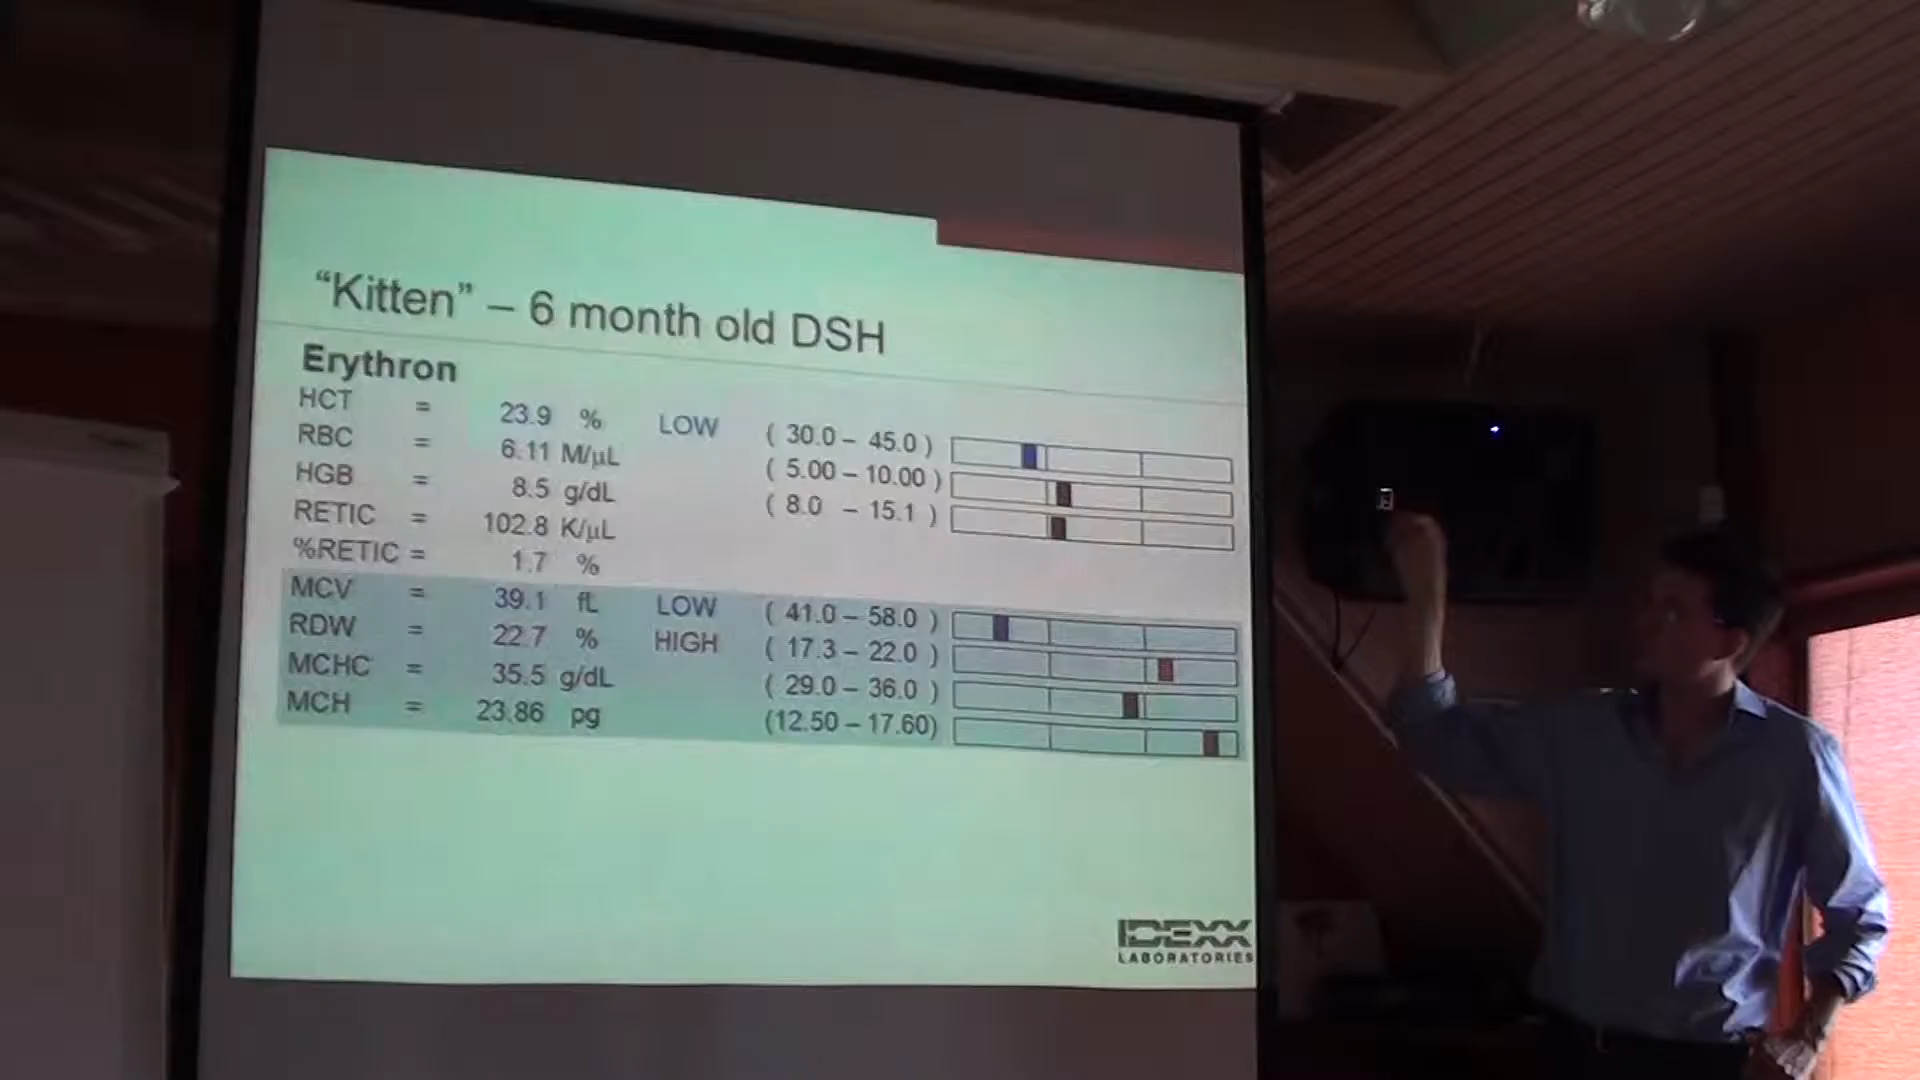 “Kitten” – 6 month old DSH
Erythron
HCT = 23.9 % LOW ( 30.0 – 45.0 )
RBC = 6.11 M/µL ( 5.00 – 10.00 )
HGB = 8.5 g/dL ( 8.0 – 15.1 )
RETIC = 102.8 K/µL
%RETIC = 1.7 %
MCV = 39.1 fL LOW ( 41.0 – 58.0 )
RDW = 22.7 % HIGH ( 17.3 – 22.0 )
MCHC = 35.5 g/dL ( 29.0 – 36.0 )
MCH = 23.86 pg (12.50 – 17.60)
IDEXX
LABORATORIES